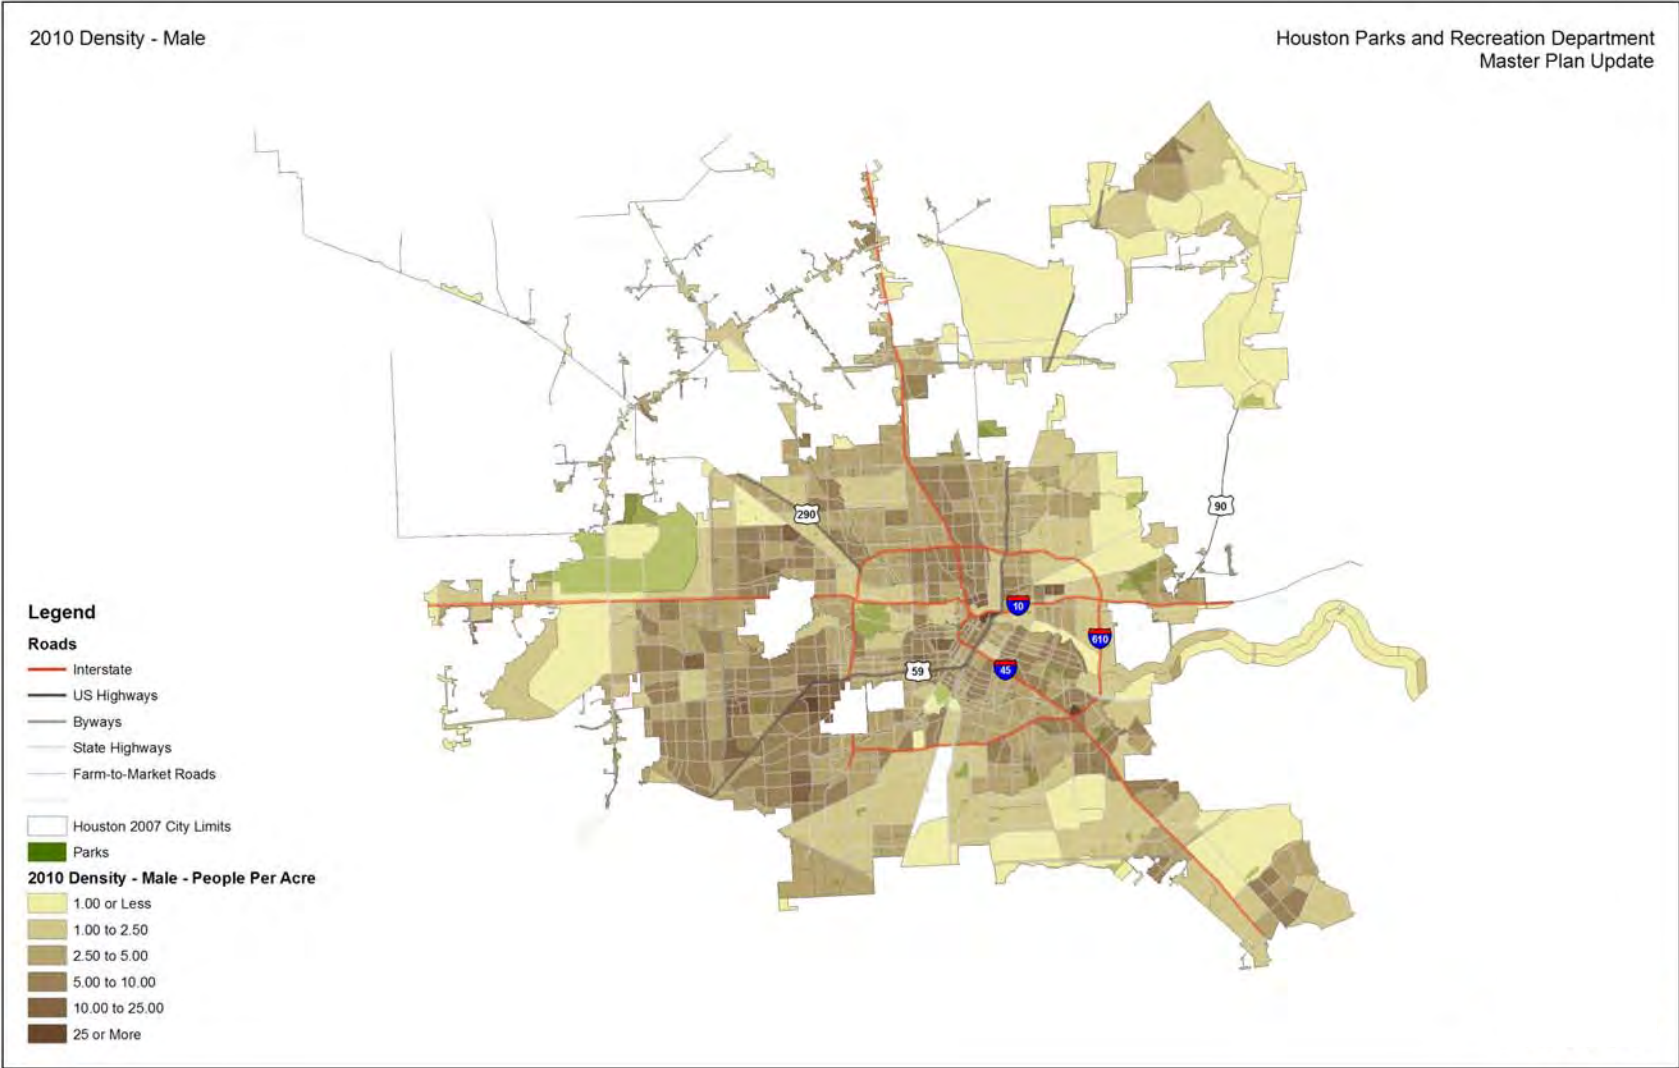 2010 Density - Male
Houston Parks and Recreation Department
Master Plan Update
290
90
10
610
59
45
Legend
Roads
Interstate
US Highways
Byways
State Highways
Farm-to-Market Roads
Houston 2007 City Limits
Parks
2010 Density - Male - People Per Acre
1.00 or Less
1.00 to 2.50
2.50 to 5.00
5.00 to 10.00
10.00 to 25.00
25 or More